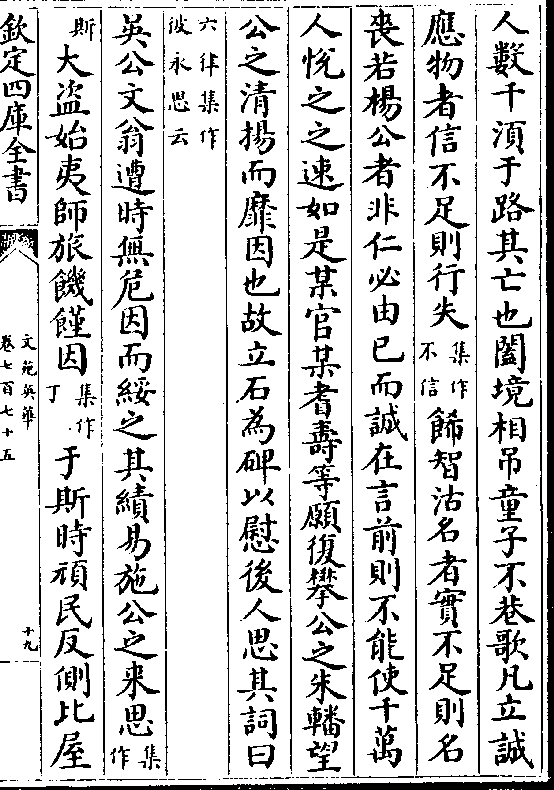 人數千湏于路其亡也闔境相弔童子不巷歌凡立誠
應物者信不足則行失集作不信餙智沽名者實不足則名
喪若楊公者非仁必由已而誠在言前則不能使千萬
人悅之之速如是某官某耆壽等願復攀公之朱轓望
公之清揚而靡因也故立石為碑以慰後人思其詞曰
六律集作彼永思云
英公文翁遭時無危因而綏之其績易施公之来思集作
斯大盗始夷師旅饑饉因集作丁于斯時頑民反側比屋
欽定四庫全書
文苑英華
卷七百七十五
十九